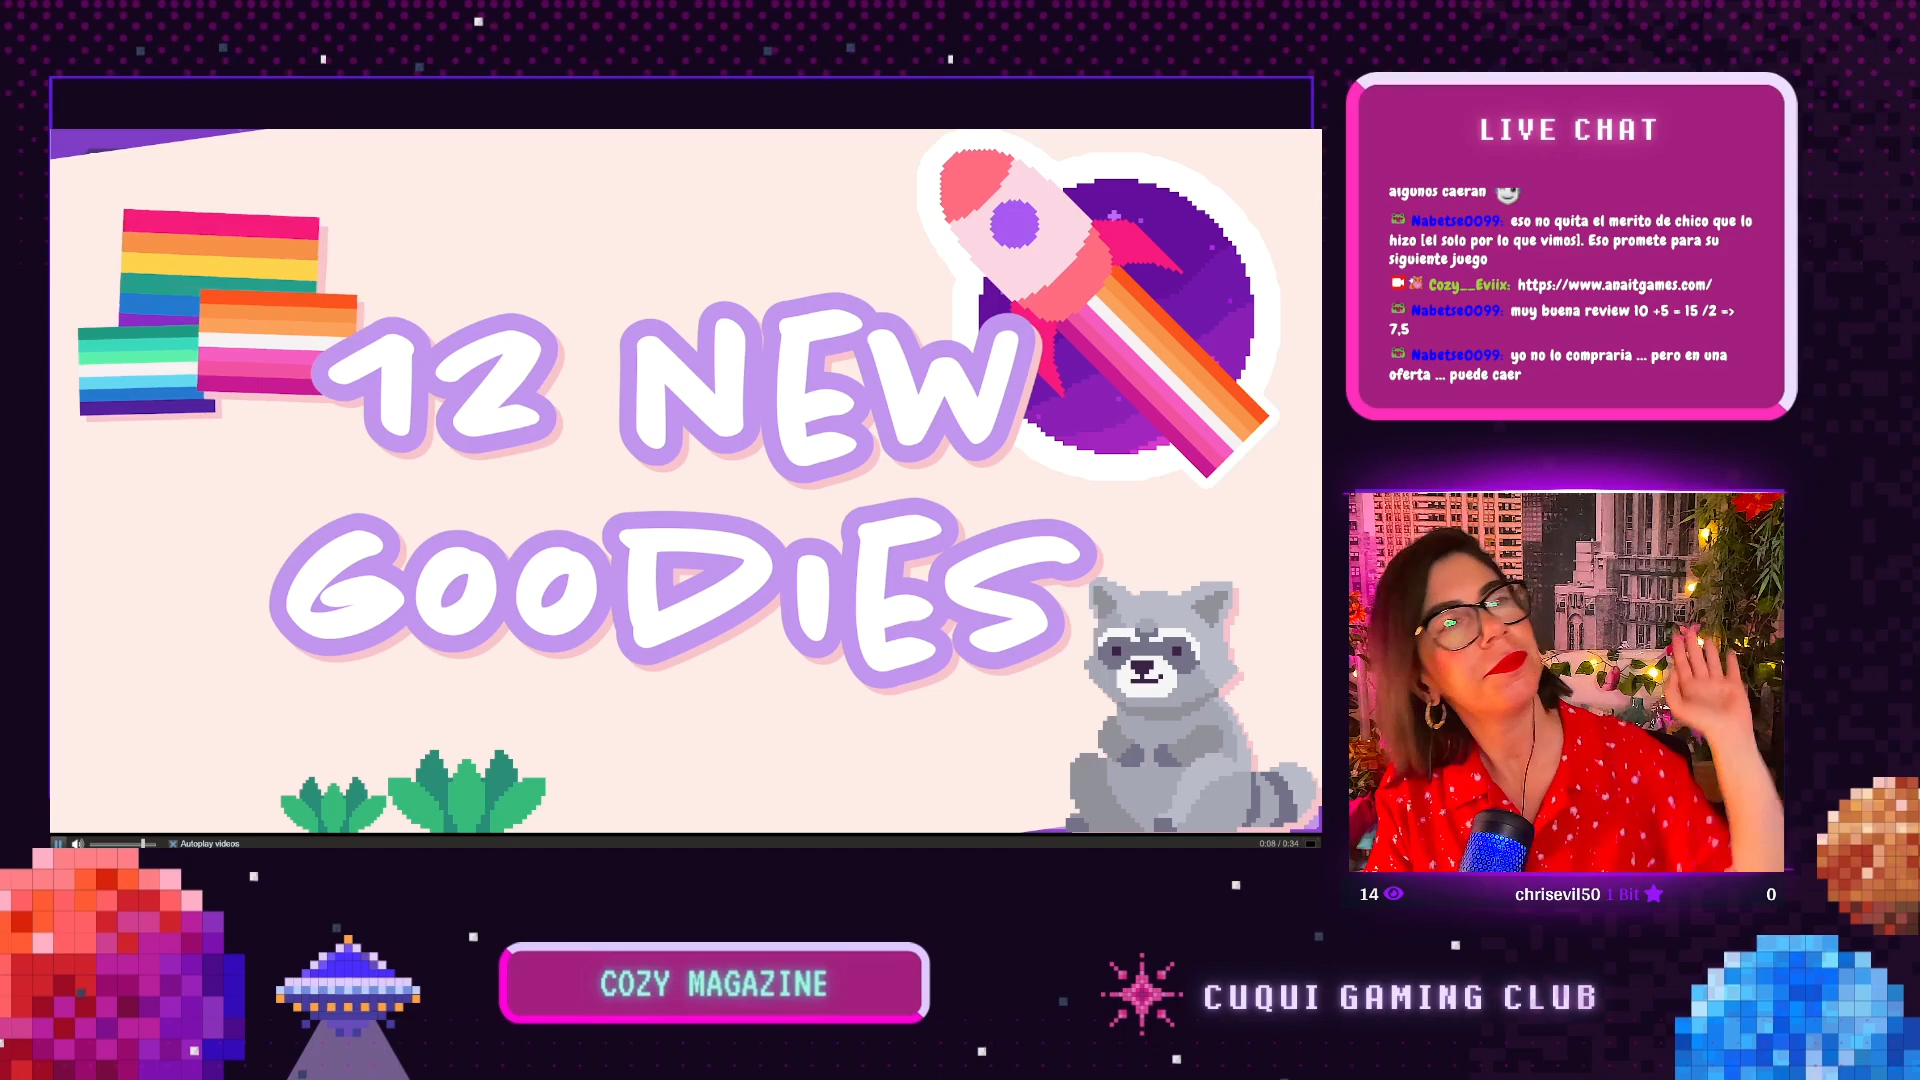 12 NEW
GOODIES
Autoplay videos
0:08 / 0:34
LIVE CHAT
algunos caeran
Nabetse0099: eso no quita el merito de chico que lo
hizo [el solo por lo que vimos]. Eso promete para su
siguiente juego
Cozy__Eviix: https://www.anaitgames.com/
Nabetse0099: muy buena review 10 +5 = 15 /2 =>
7,5
Nabetse0099: yo no lo compraria ... pero en una
oferta ... puede caer
14
chrisevil50 1 Bit
0
COZY MAGAZINE
CUQUI GAMING CLUB